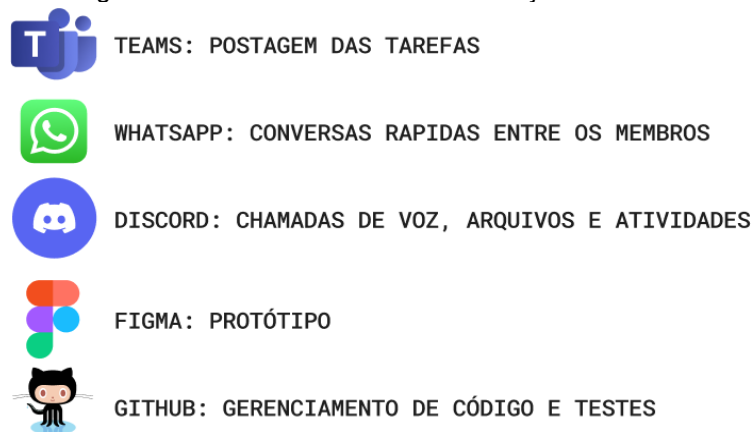 TEAMS: POSTAGEM DAS TAREFAS
WHATSAPP: CONVERSAS RAPIDAS ENTRE OS MEMBROS
DISCORD: CHAMADAS DE VOZ, ARQUIVOS E ATIVIDADES
FIGMA: PROTÓTIPO
GITHUB: GERENCIAMENTO DE CÓDIGO E TESTES